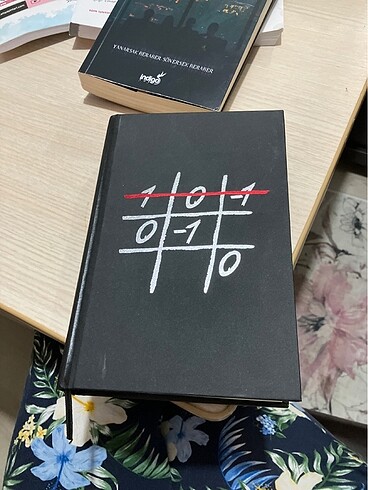 YANARSAK BERABER SÖNERSEK BERABER
indigo
1 0 -1
0 -1
0